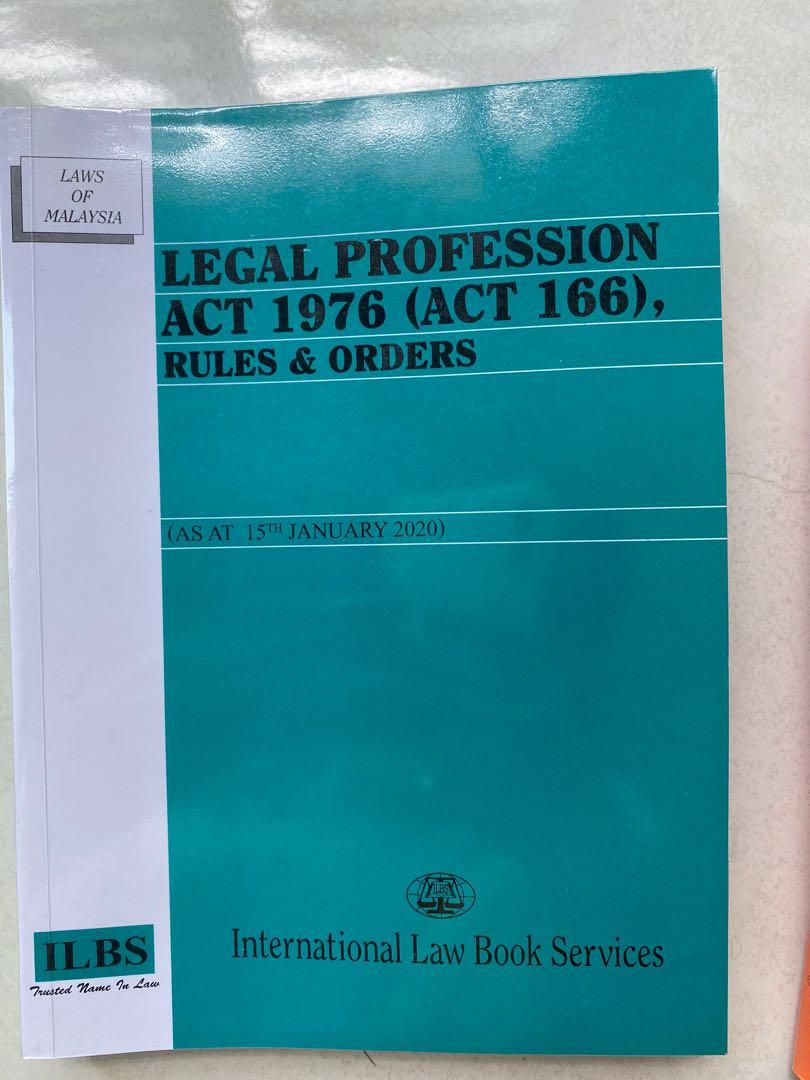 LAWS
OF
MALAYSIA
LEGAL PROFESSION
ACT 1976 (ACT 166),
RULES & ORDERS
(AS AT 15TH JANUARY 2020)
ILBS
International Law Book Services
ILBS
Trusted Name In Law